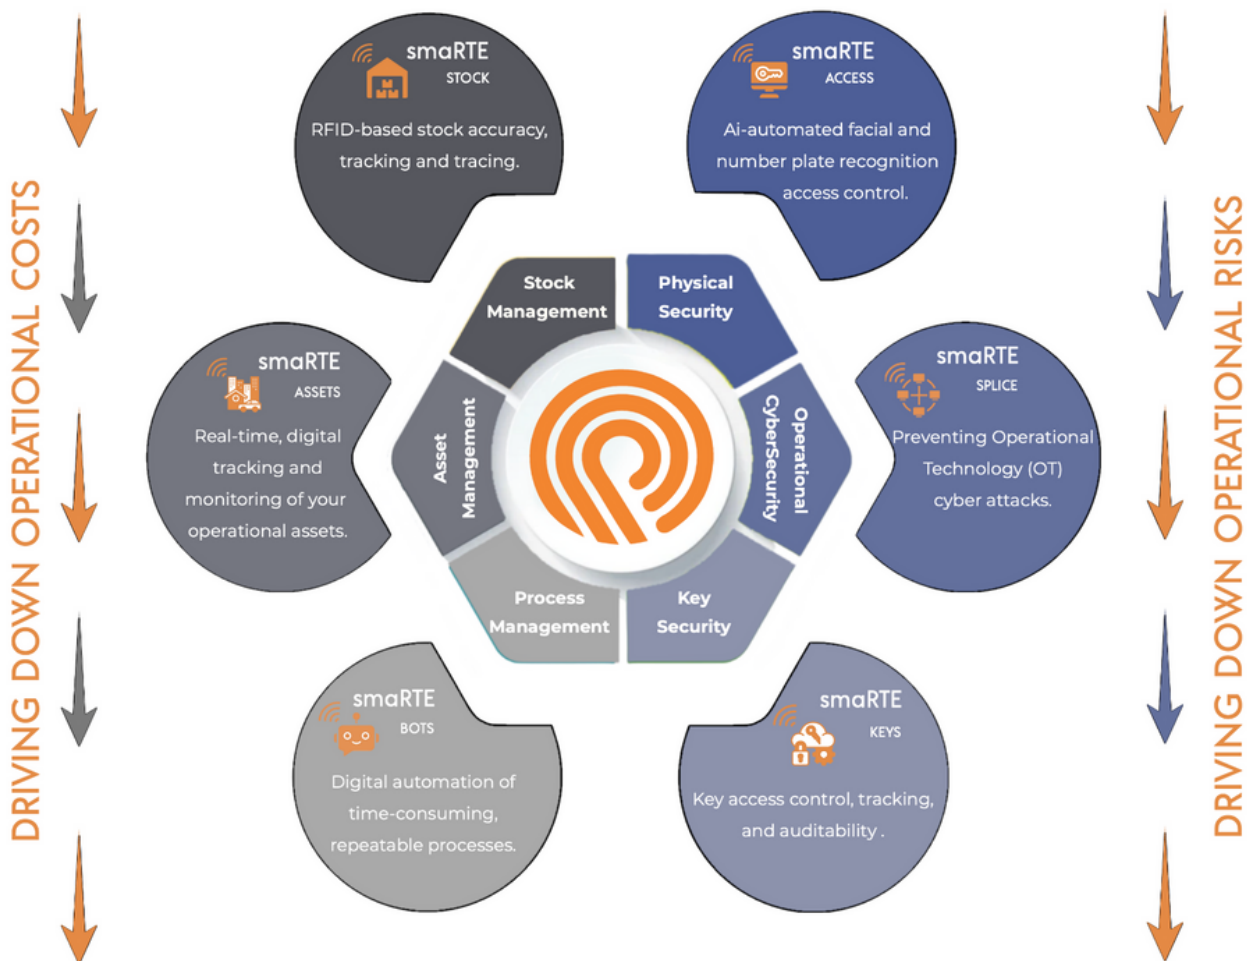 DRIVING DOWN OPERATIONAL COSTS
smaRTE
STOCK
RFID-based stock accuracy,
tracking and tracing.
smaRTE
ACCESS
Ai-automated facial and
number plate recognition
access control.
Stock
Management
Physical
Security
smaRTE
ASSETS
Real-time, digital
tracking and
monitoring of your
operational assets.
Asset
Management
Operational
CyberSecurity
smaRTE
SPLICE
Preventing Operational
Technology (OT)
cyber attacks.
Process
Management
Key
Security
smaRTE
BOTS
Digital automation of
time-consuming,
repeatable processes.
smaRTE
KEYS
Key access control, tracking,
and auditability .
DRIVING DOWN OPERATIONAL RISKS